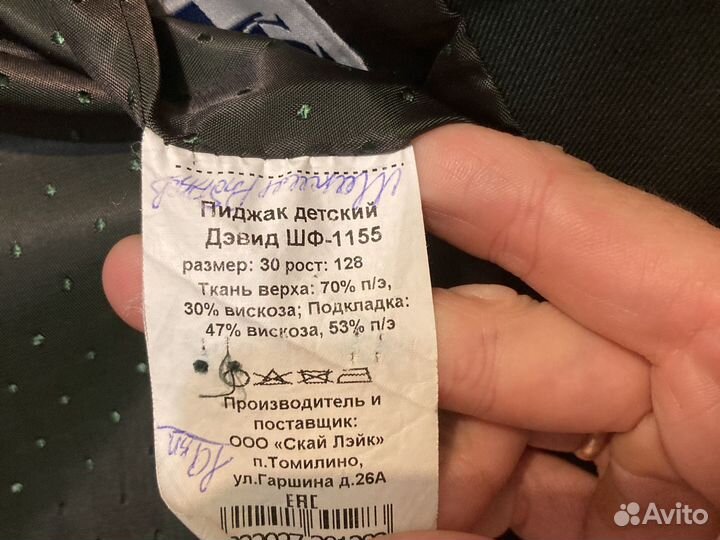 Пиджак детский
Дэвид ШФ-1155
размер: 30 рост: 128
Ткань верха: 70% п/э,
30% вискоза; Подкладка:
47% вискоза, 53% п/э
Производитель и
поставщик:
ООО «Скай Лэйк»
п.Томилино,
ул.Гаршина д.26А
EAC
Avito